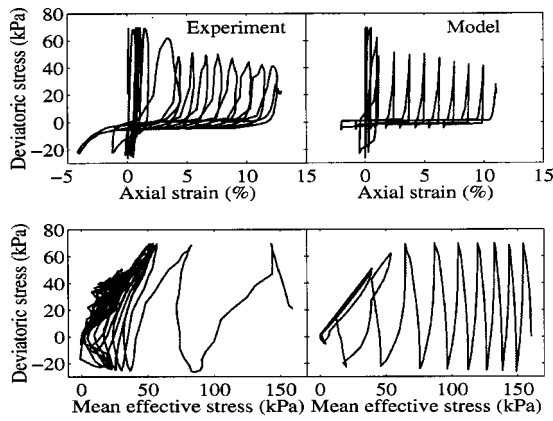 Experiment
Model
Deviatoric stress (kPa)
80
60
40
20
0
−20
−5 0 5 10 15
5 0 5 10 15
Axial strain (%)
Axial strain (%)
Deviatoric stress (kPa)
80
60
40
20
0
−20
0 50 100 150
0 50 100 150
Mean effective stress (kPa)
Mean effective stress (kPa)